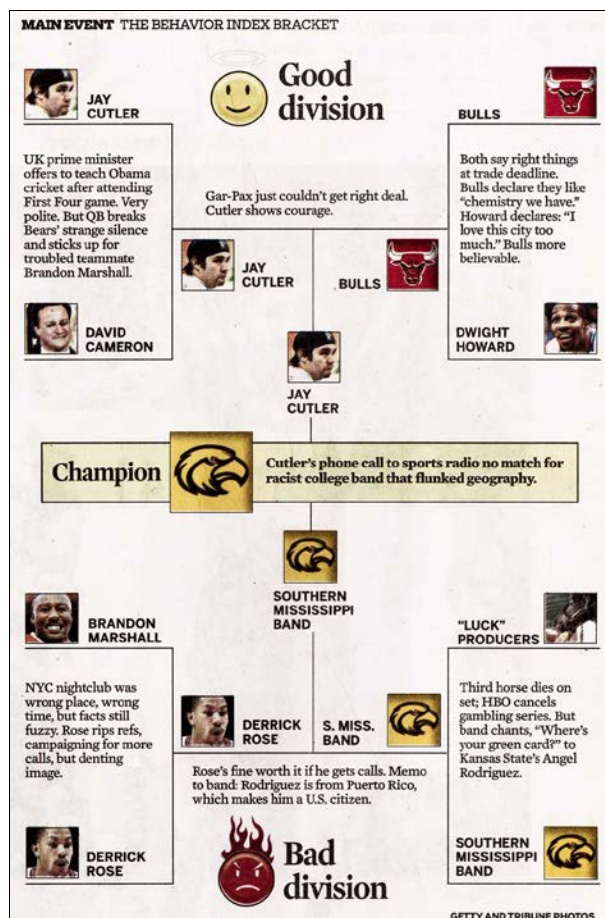 MAIN EVENT THE BEHAVIOR INDEX BRACKET
JAY
CUTLER
Good
division
BULLS
UK prime minister
offers to teach Obama
cricket after attending
First Four game. Very
polite. But QB breaks
Bears' strange silence
and sticks up for
troubled teammate
Brandon Marshall.
Gar-Pax just couldn't get right deal.
Cutler shows courage.
Both say right things
at trade deadline.
Bulls declare they like
"chemistry we have."
Howard declares: "I
love this city too
much." Bulls more
believable.
JAY
CUTLER
BULLS
DAVID
CAMERON
DWIGHT
HOWARD
JAY
CUTLER
Champion
Cutler's phone call to sports radio no match for
racist college band that flunked geography.
SOUTHERN
MISSISSIPPI
BAND
BRANDON
MARSHALL
"LUCK"
PRODUCERS
NYC nightclub was
wrong place, wrong
time, but facts still
fuzzy. Rose rips refs,
campaigning for more
calls, but denting
image.
DERRICK
ROSE
S. MISS.
BAND
Third horse dies on
set; HBO cancels
gambling series. But
band chants, "Where's
your green card?" to
Kansas State's Angel
Rodriguez.
Rose's fine worth it if he gets calls. Memo
to band: Rodriguez is from Puerto Rico,
which makes him a U.S. citizen.
DERRICK
ROSE
Bad
division
SOUTHERN
MISSISSIPPI
BAND
GETTY AND TRIBUNE PHOTOS